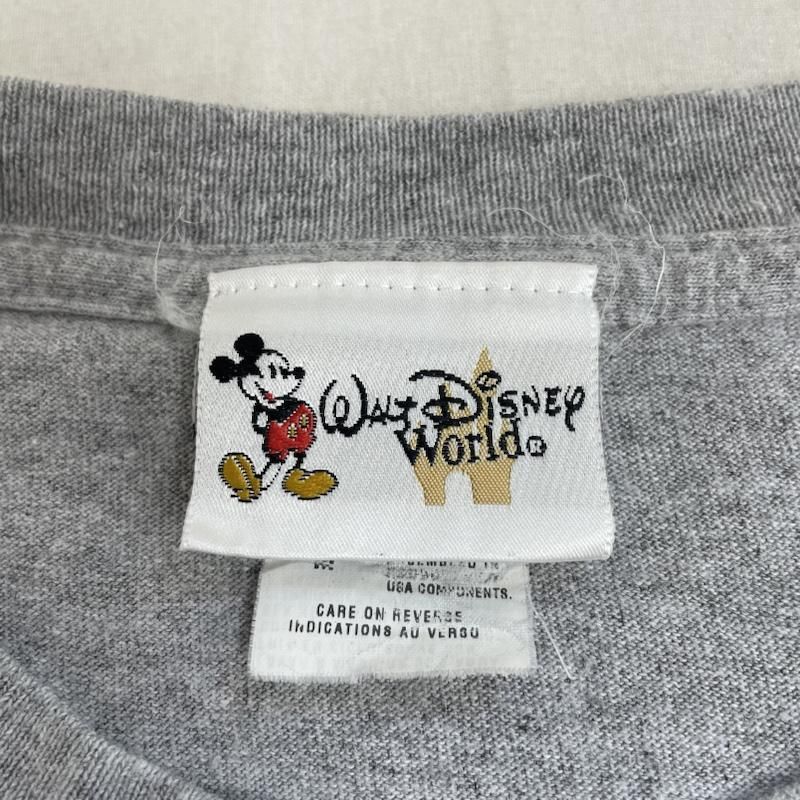 WALT DISNEY
World®
USA COMPONENTS.
CARE ON REVERSE
INDICATIONS AU VERSO